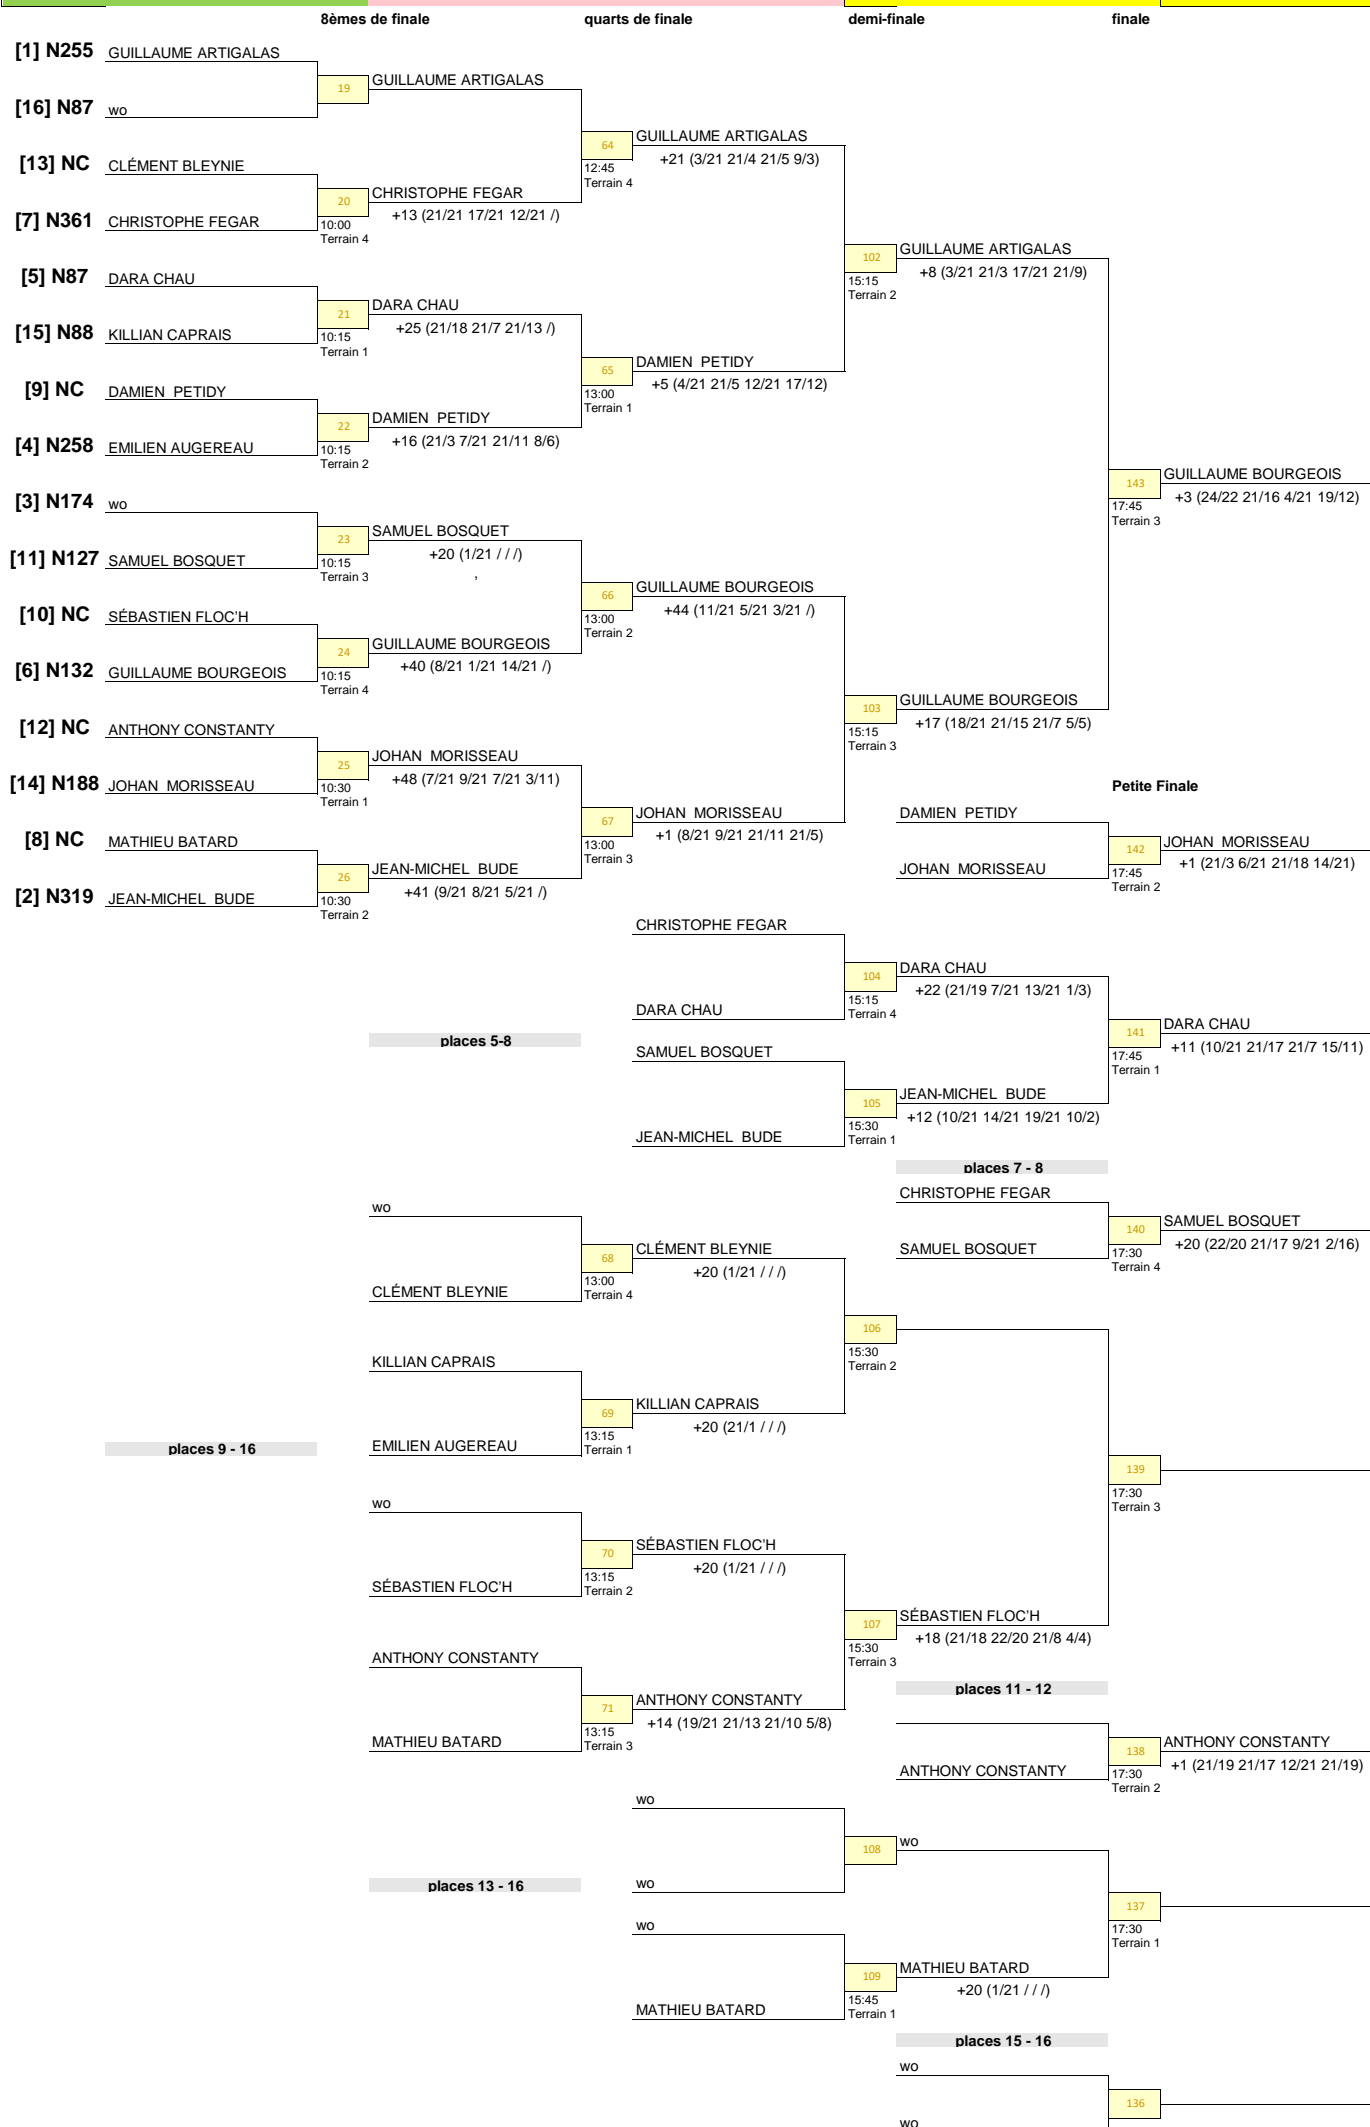 8èmes de finale quarts de finale demi-finale finale
[1] N255 GUILLAUME ARTIGALAS
19 GUILLAUME ARTIGALAS
[16] N87 wo
64 GUILLAUME ARTIGALAS
+21 (3/21 21/4 21/5 9/3)
12:45
Terrain 4
[13] NC CLÉMENT BLEYNIE
20 CHRISTOPHE FEGAR
+13 (21/21 17/21 12/21 /)
[7] N361 CHRISTOPHE FEGAR
10:00
Terrain 4
102 GUILLAUME ARTIGALAS
+8 (3/21 21/3 17/21 21/9)
15:15
Terrain 2
[5] N87 DARA CHAU
21 DARA CHAU
+25 (21/18 21/7 21/13 /)
[15] N88 KILLIAN CAPRAIS
10:15
Terrain 1
65 DAMIEN PETIDY
+5 (4/21 21/5 12/21 17/12)
13:00
Terrain 1
[9] NC DAMIEN PETIDY
22 DAMIEN PETIDY
+16 (21/3 7/21 21/11 8/6)
[4] N258 EMILIEN AUGEREAU
10:15
Terrain 2
143 GUILLAUME BOURGEOIS
+3 (24/22 21/16 4/21 19/12)
17:45
Terrain 3
[3] N174 wo
23 SAMUEL BOSQUET
+20 (1/21 / / /)
,
[11] N127 SAMUEL BOSQUET
10:15
Terrain 3
66 GUILLAUME BOURGEOIS
+44 (11/21 5/21 3/21 /)
13:00
Terrain 2
[10] NC SÉBASTIEN FLOC'H
24 GUILLAUME BOURGEOIS
+40 (8/21 1/21 14/21 /)
[6] N132 GUILLAUME BOURGEOIS
10:15
Terrain 4
103 GUILLAUME BOURGEOIS
+17 (18/21 21/15 21/7 5/5)
15:15
Terrain 3
[12] NC ANTHONY CONSTANTY
25 JOHAN MORISSEAU
+48 (7/21 9/21 7/21 3/11)
[14] N188 JOHAN MORISSEAU
10:30
Terrain 1
67 JOHAN MORISSEAU
+1 (8/21 9/21 21/11 21/5)
13:00
Terrain 3
[8] NC MATHIEU BATARD
26 JEAN-MICHEL BUDE
+41 (9/21 8/21 5/21 /)
[2] N319 JEAN-MICHEL BUDE
10:30
Terrain 2
Petite Finale
DAMIEN PETIDY
142 JOHAN MORISSEAU
+1 (21/3 6/21 21/18 14/21)
JOHAN MORISSEAU
17:45
Terrain 2
CHRISTOPHE FEGAR
104 DARA CHAU
+22 (21/19 7/21 13/21 1/3)
DARA CHAU
15:15
Terrain 4
places 5-8
141 DARA CHAU
+11 (10/21 21/17 21/7 15/11)
17:45
Terrain 1
SAMUEL BOSQUET
105 JEAN-MICHEL BUDE
+12 (10/21 14/21 19/21 10/2)
JEAN-MICHEL BUDE
15:30
Terrain 1
places 7 - 8
CHRISTOPHE FEGAR
140 SAMUEL BOSQUET
+20 (22/20 21/17 9/21 2/16)
SAMUEL BOSQUET
17:30
Terrain 4
wo
68 CLÉMENT BLEYNIE
+20 (1/21 / / /)
CLÉMENT BLEYNIE
13:00
Terrain 4
106
15:30
Terrain 2
KILLIAN CAPRAIS
69 KILLIAN CAPRAIS
+20 (21/1 / / /)
EMILIEN AUGEREAU
13:15
Terrain 1
places 9 - 16
139
17:30
Terrain 3
wo
70 SÉBASTIEN FLOC'H
+20 (1/21 / / /)
SÉBASTIEN FLOC'H
13:15
Terrain 2
107 SÉBASTIEN FLOC'H
+18 (21/18 22/20 21/8 4/4)
15:30
Terrain 3
ANTHONY CONSTANTY
71 ANTHONY CONSTANTY
+14 (19/21 21/13 21/10 5/8)
MATHIEU BATARD
13:15
Terrain 3
places 11 - 12
138 ANTHONY CONSTANTY
+1 (21/19 21/17 12/21 21/19)
ANTHONY CONSTANTY
17:30
Terrain 2
wo
108 wo
wo
places 13 - 16
137
17:30
Terrain 1
wo
109 MATHIEU BATARD
+20 (1/21 / / /)
MATHIEU BATARD
15:45
Terrain 1
places 15 - 16
wo
136
wo